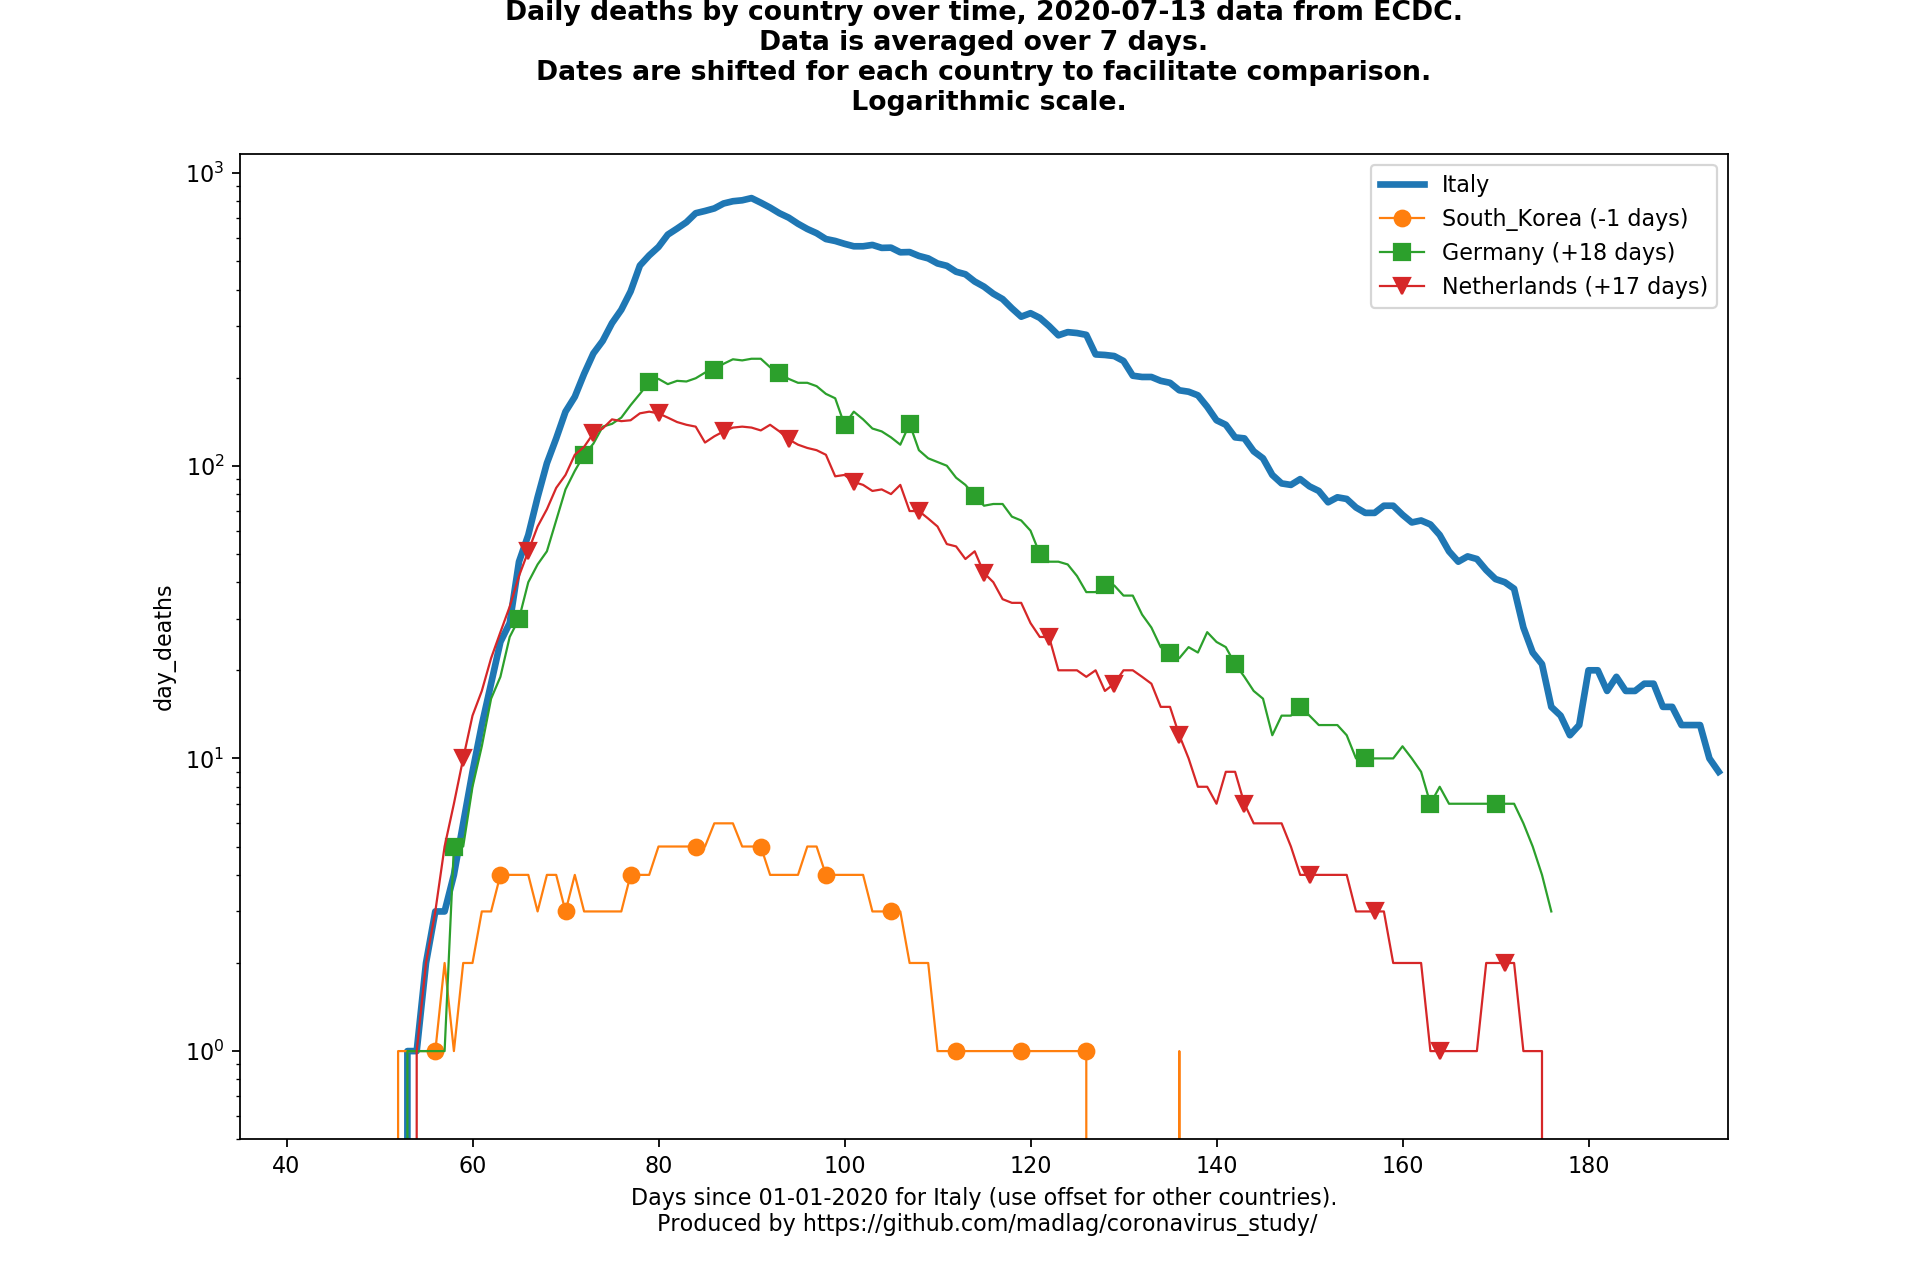 Daily deaths by country over time, 2020-07-13 data from ECDC.
Data is averaged over 7 days.
Dates are shifted for each country to facilitate comparison.
Logarithmic scale.
Italy
South_Korea (-1 days)
Germany (+18 days)
Netherlands (+17 days)
10³
10²
10¹
10⁰
day_deaths
40 60 80 100 120 140 160 180
Days since 01-01-2020 for Italy (use offset for other countries).
Produced by https://github.com/madlag/coronavirus_study/